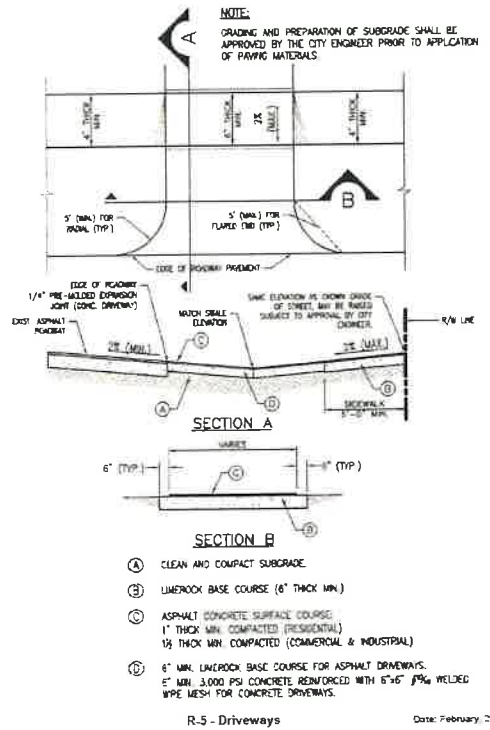 NOTE:
GRADING AND PREPARATION OF SUBGRADE SHALL BE
APPROVED BY THE CITY ENGINEER PRIOR TO APPLICATION
OF PAVING MATERIALS
A
4" THICK
MIN.
6" THICK
MIN.
2%
(MAX.)
4" THICK
MIN.
B
5' (MIN.) FOR
RADIAL (TYP.)
5' (MAX.) FOR
FLARED END (TYP.)
EDGE OF ROADWAY PAVEMENT
EDGE OF ROADWAY
1/4" PRE-MOLDED EXPANSION
JOINT (CONC. DRIVEWAY)
EXIST ASPHALT
ROADWAY
MATCH SWALE
ELEVATION
SAME ELEVATION AS CROWN GRADE
OF STREET, MAY BE RAISED
SUBJECT TO APPROVAL BY CITY
ENGINEER.
R/W LINE
2% (MIN.)
C
2% (MAX.)
A
D
B
SIDEWALK
5'-0" MIN.
SECTION A
VARIES
6" (TYP.)
C
6" (TYP.)
B
SECTION B
A CLEAN AND COMPACT SUBGRADE.
B LIMEROCK BASE COURSE (6" THICK MIN.)
C ASPHALT CONCRETE SURFACE COURSE:
1" THICK MIN. COMPACTED (RESIDENTIAL)
1½ THICK MIN. COMPACTED (COMMERCIAL & INDUSTRIAL)
D 6" MIN. LIMEROCK BASE COURSE FOR ASPHALT DRIVEWAYS.
6" MIN. 3,000 PSI CONCRETE REINFORCED WITH 6"x6" WELDED
WIRE MESH FOR CONCRETE DRIVEWAYS.
R-5 - Driveways
Date: February, 2